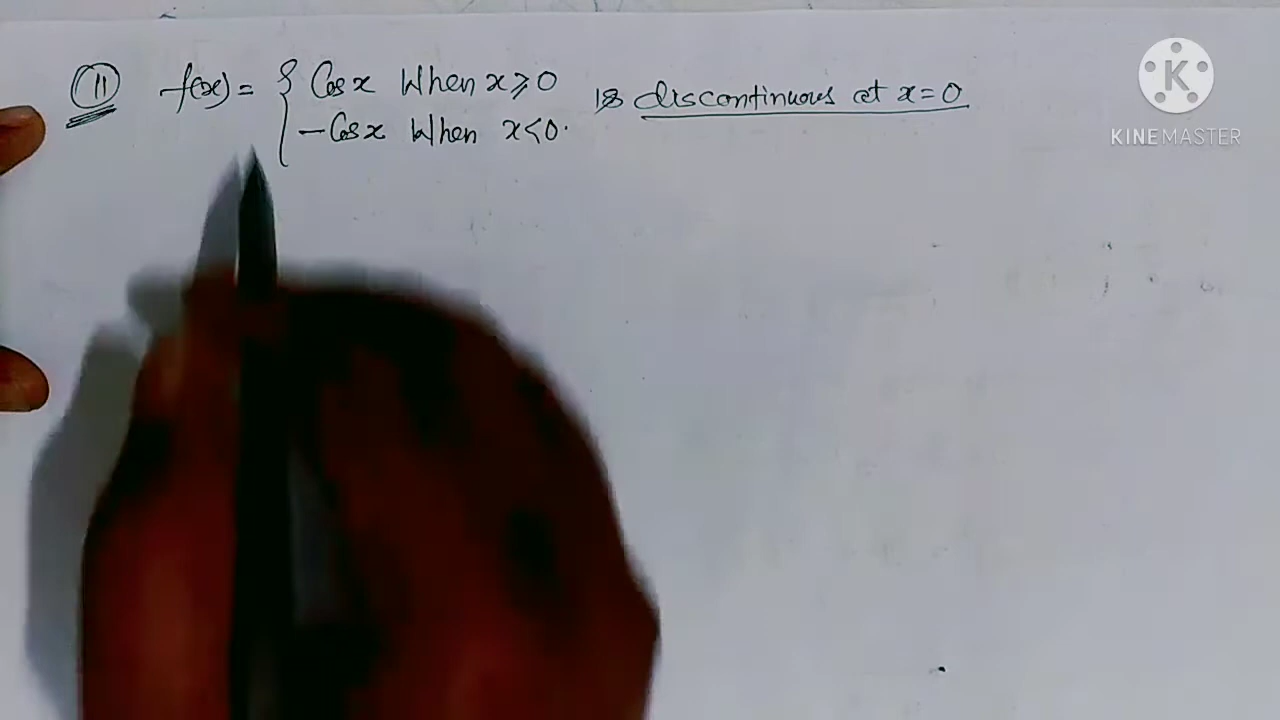 11 f(x) = { Cos x When x ≥ 0 is discontinuous at x = 0
- Cos x When x < 0.
K
KINEMASTER